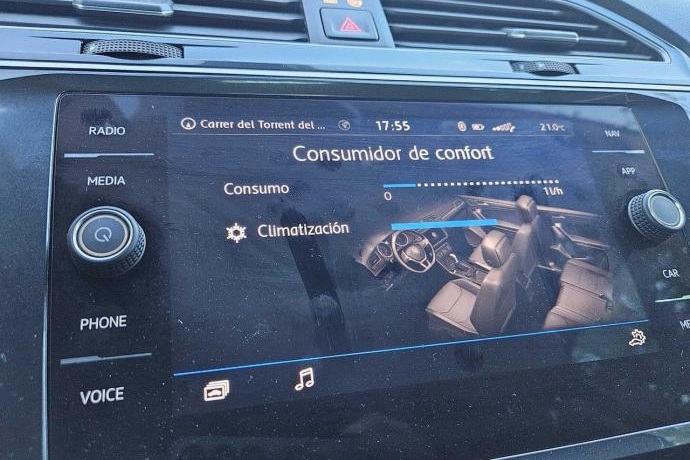 RADIO
MEDIA
PHONE
VOICE
Carrer del Torrent del ...
17:55
21.0°C
Consumidor de confort
Consumo
0
1l/h
Climatización
NAV
APP
CAR